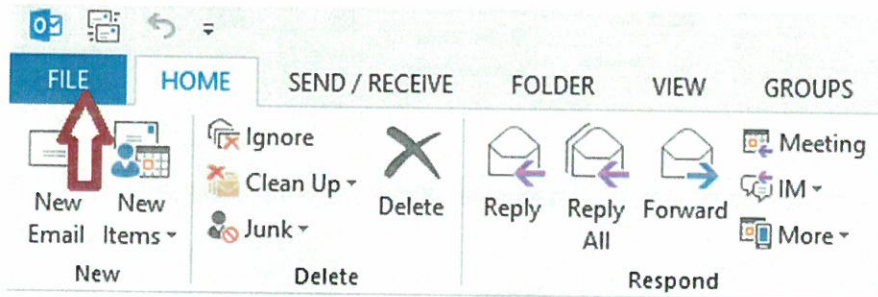 FILE HOME SEND / RECEIVE FOLDER VIEW GROUPS
New Email
New Items
Ignore
Clean Up
Junk
Delete
Reply
Reply All
Forward
Meeting
IM
More
New Delete Respond